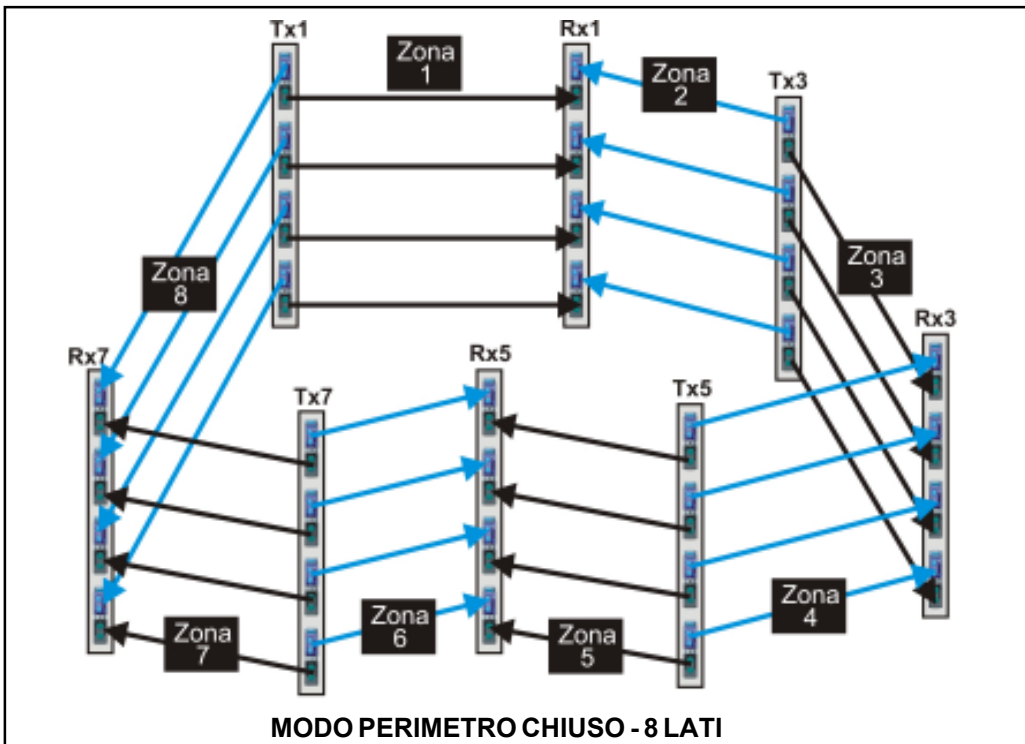 Tx1
Rx1
Zona
1
Zona
2
Tx3
Zona
8
Zona
3
Rx3
Rx7
Tx7
Rx5
Tx5
Zona
7
Zona
6
Zona
5
Zona
4
MODO PERIMETRO CHIUSO - 8 LATI